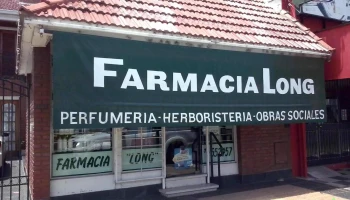 FARMACIA LONG
PERFUMERIA-HERBORISTERIA-OBRAS SOCIALES
FARMACIA "LONG"